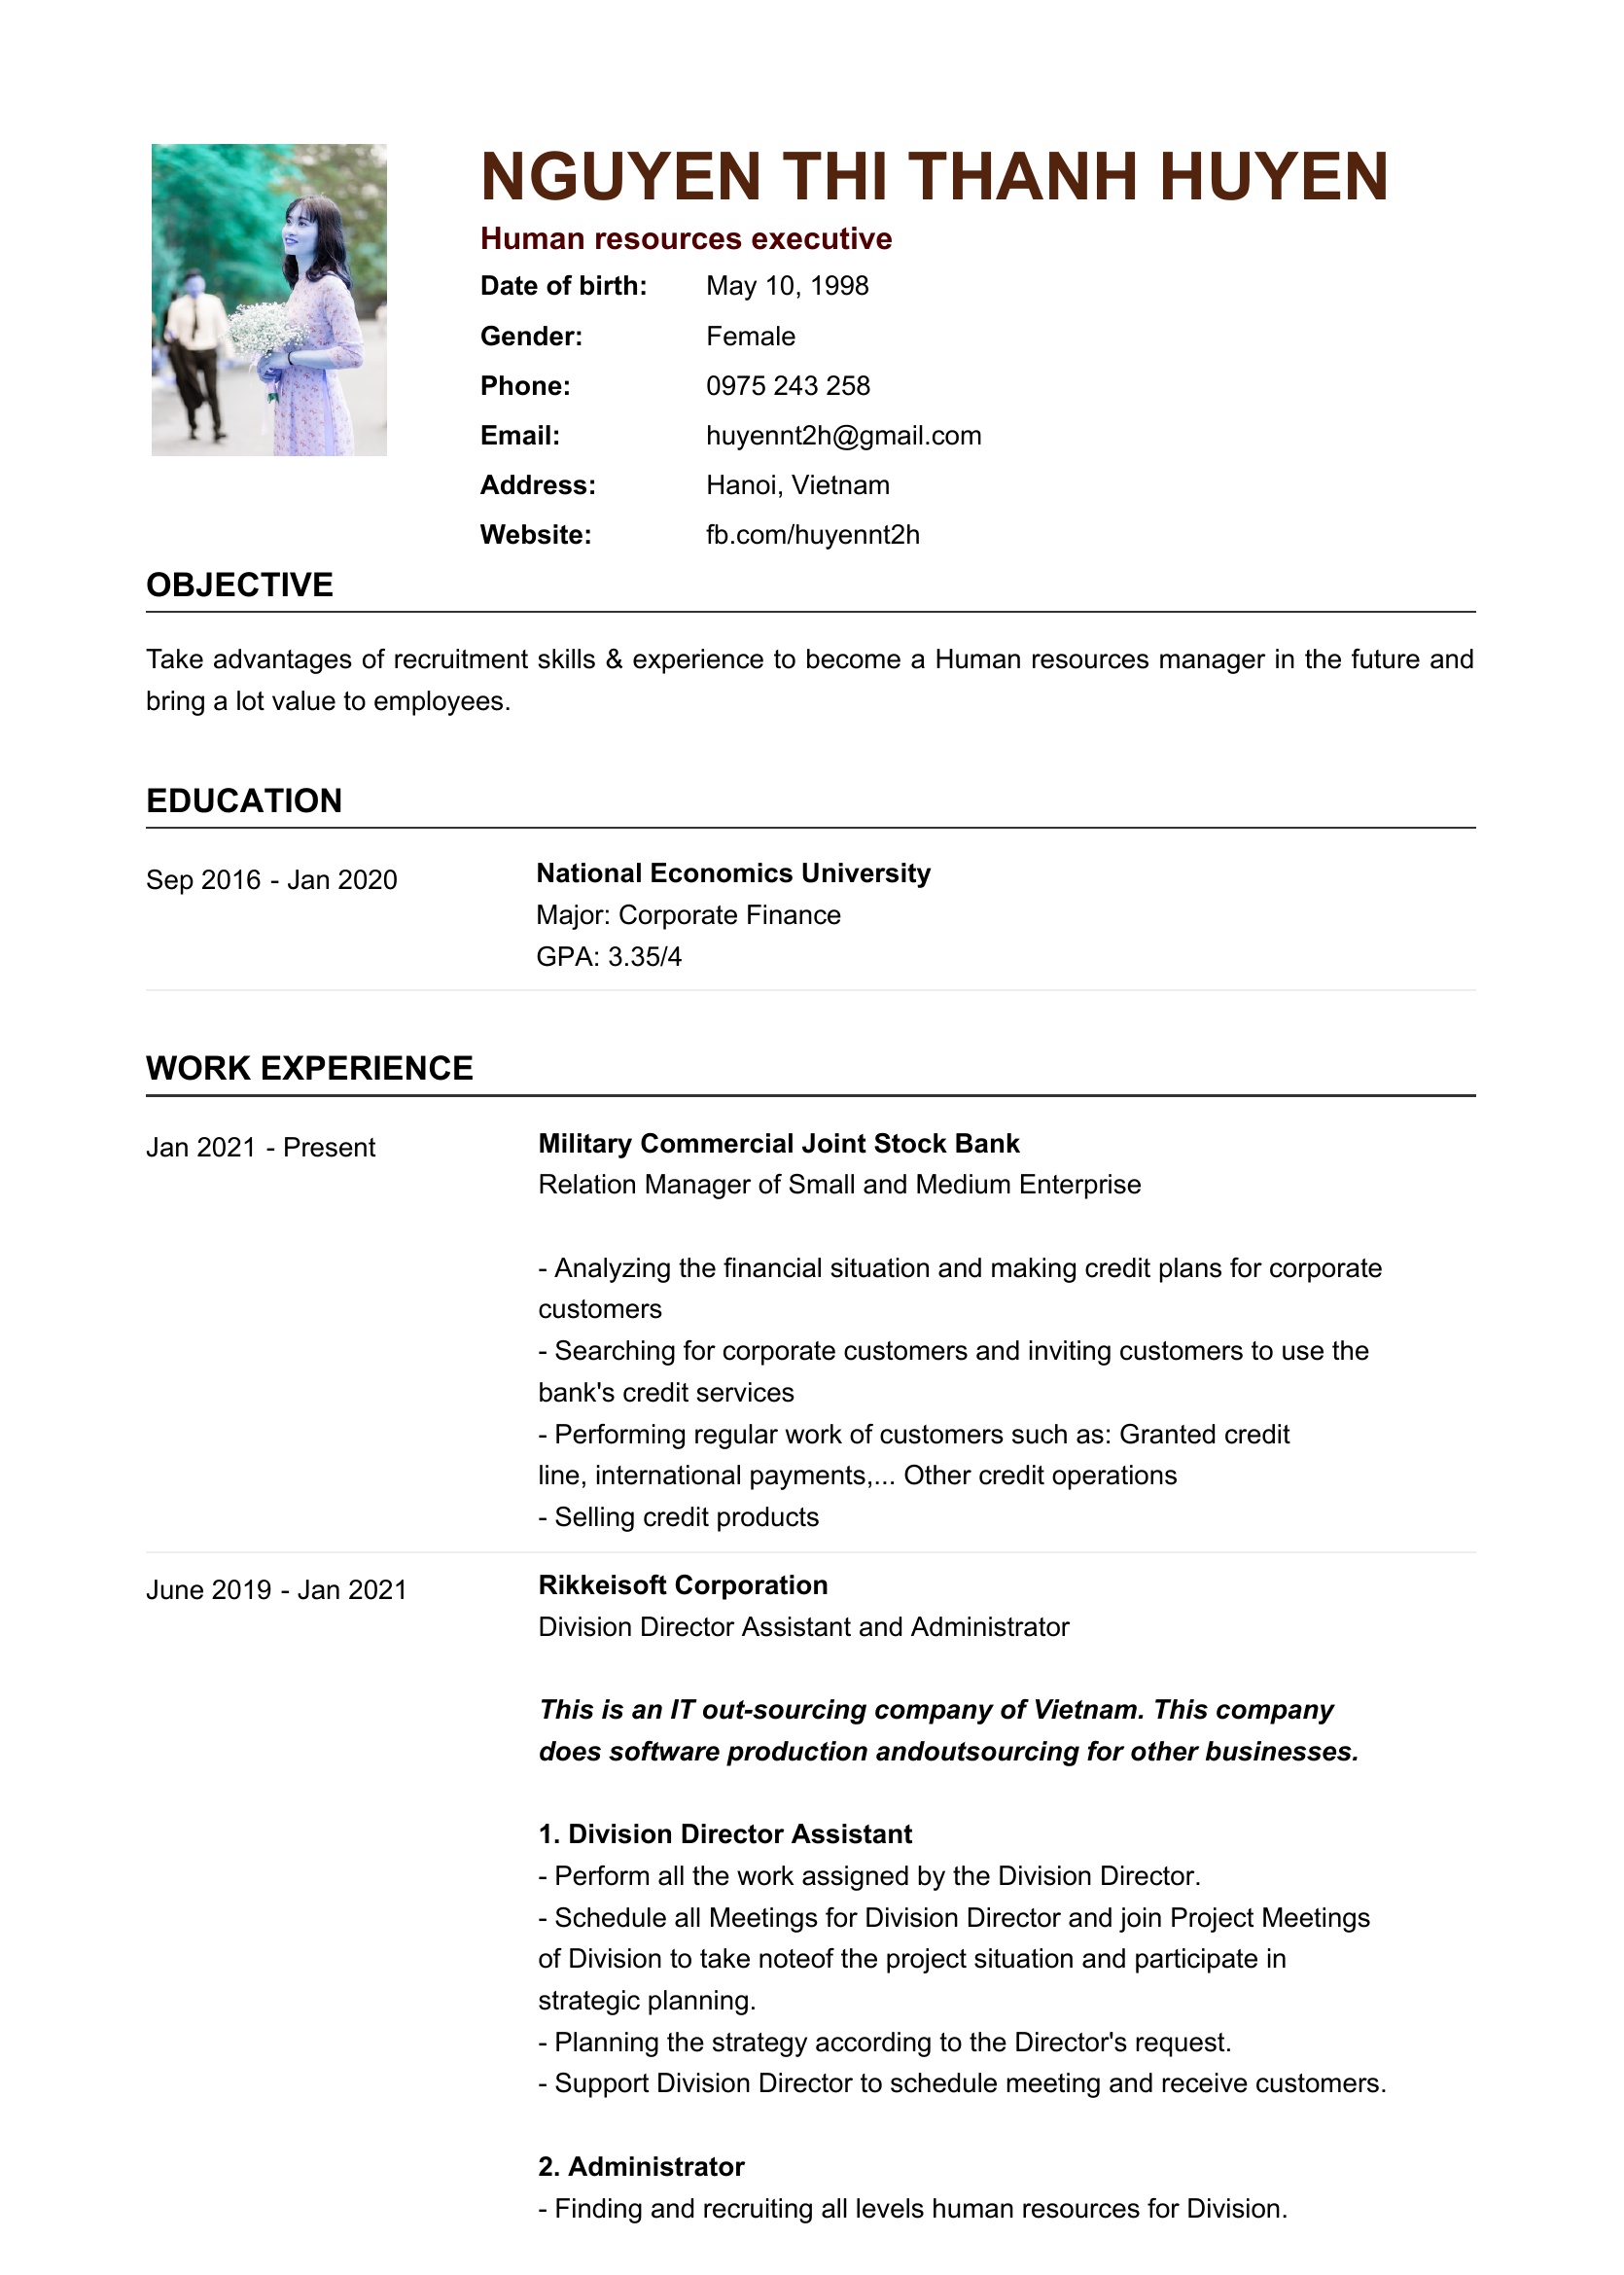 NGUYEN THI THANH HUYEN
Human resources executive
Date of birth: May 10, 1998
Gender: Female
Phone: 0975 243 258
Email: huyennt2h@gmail.com
Address: Hanoi, Vietnam
Website: fb.com/huyennt2h
OBJECTIVE
Take advantages of recruitment skills & experience to become a Human resources manager in the future and
bring a lot value to employees.
EDUCATION
Sep 2016 - Jan 2020
National Economics University
Major: Corporate Finance
GPA: 3.35/4
WORK EXPERIENCE
Jan 2021 - Present
Military Commercial Joint Stock Bank
Relation Manager of Small and Medium Enterprise
- Analyzing the financial situation and making credit plans for corporate
customers
- Searching for corporate customers and inviting customers to use the
bank's credit services
- Performing regular work of customers such as: Granted credit
line, international payments,... Other credit operations
- Selling credit products
June 2019 - Jan 2021
Rikkeisoft Corporation
Division Director Assistant and Administrator
This is an IT out-sourcing company of Vietnam. This company
does software production andoutsourcing for other businesses.
1. Division Director Assistant
- Perform all the work assigned by the Division Director.
- Schedule all Meetings for Division Director and join Project Meetings
of Division to take noteof the project situation and participate in
strategic planning.
- Planning the strategy according to the Director's request.
- Support Division Director to schedule meeting and receive customers.
2. Administrator
- Finding and recruiting all levels human resources for Division.